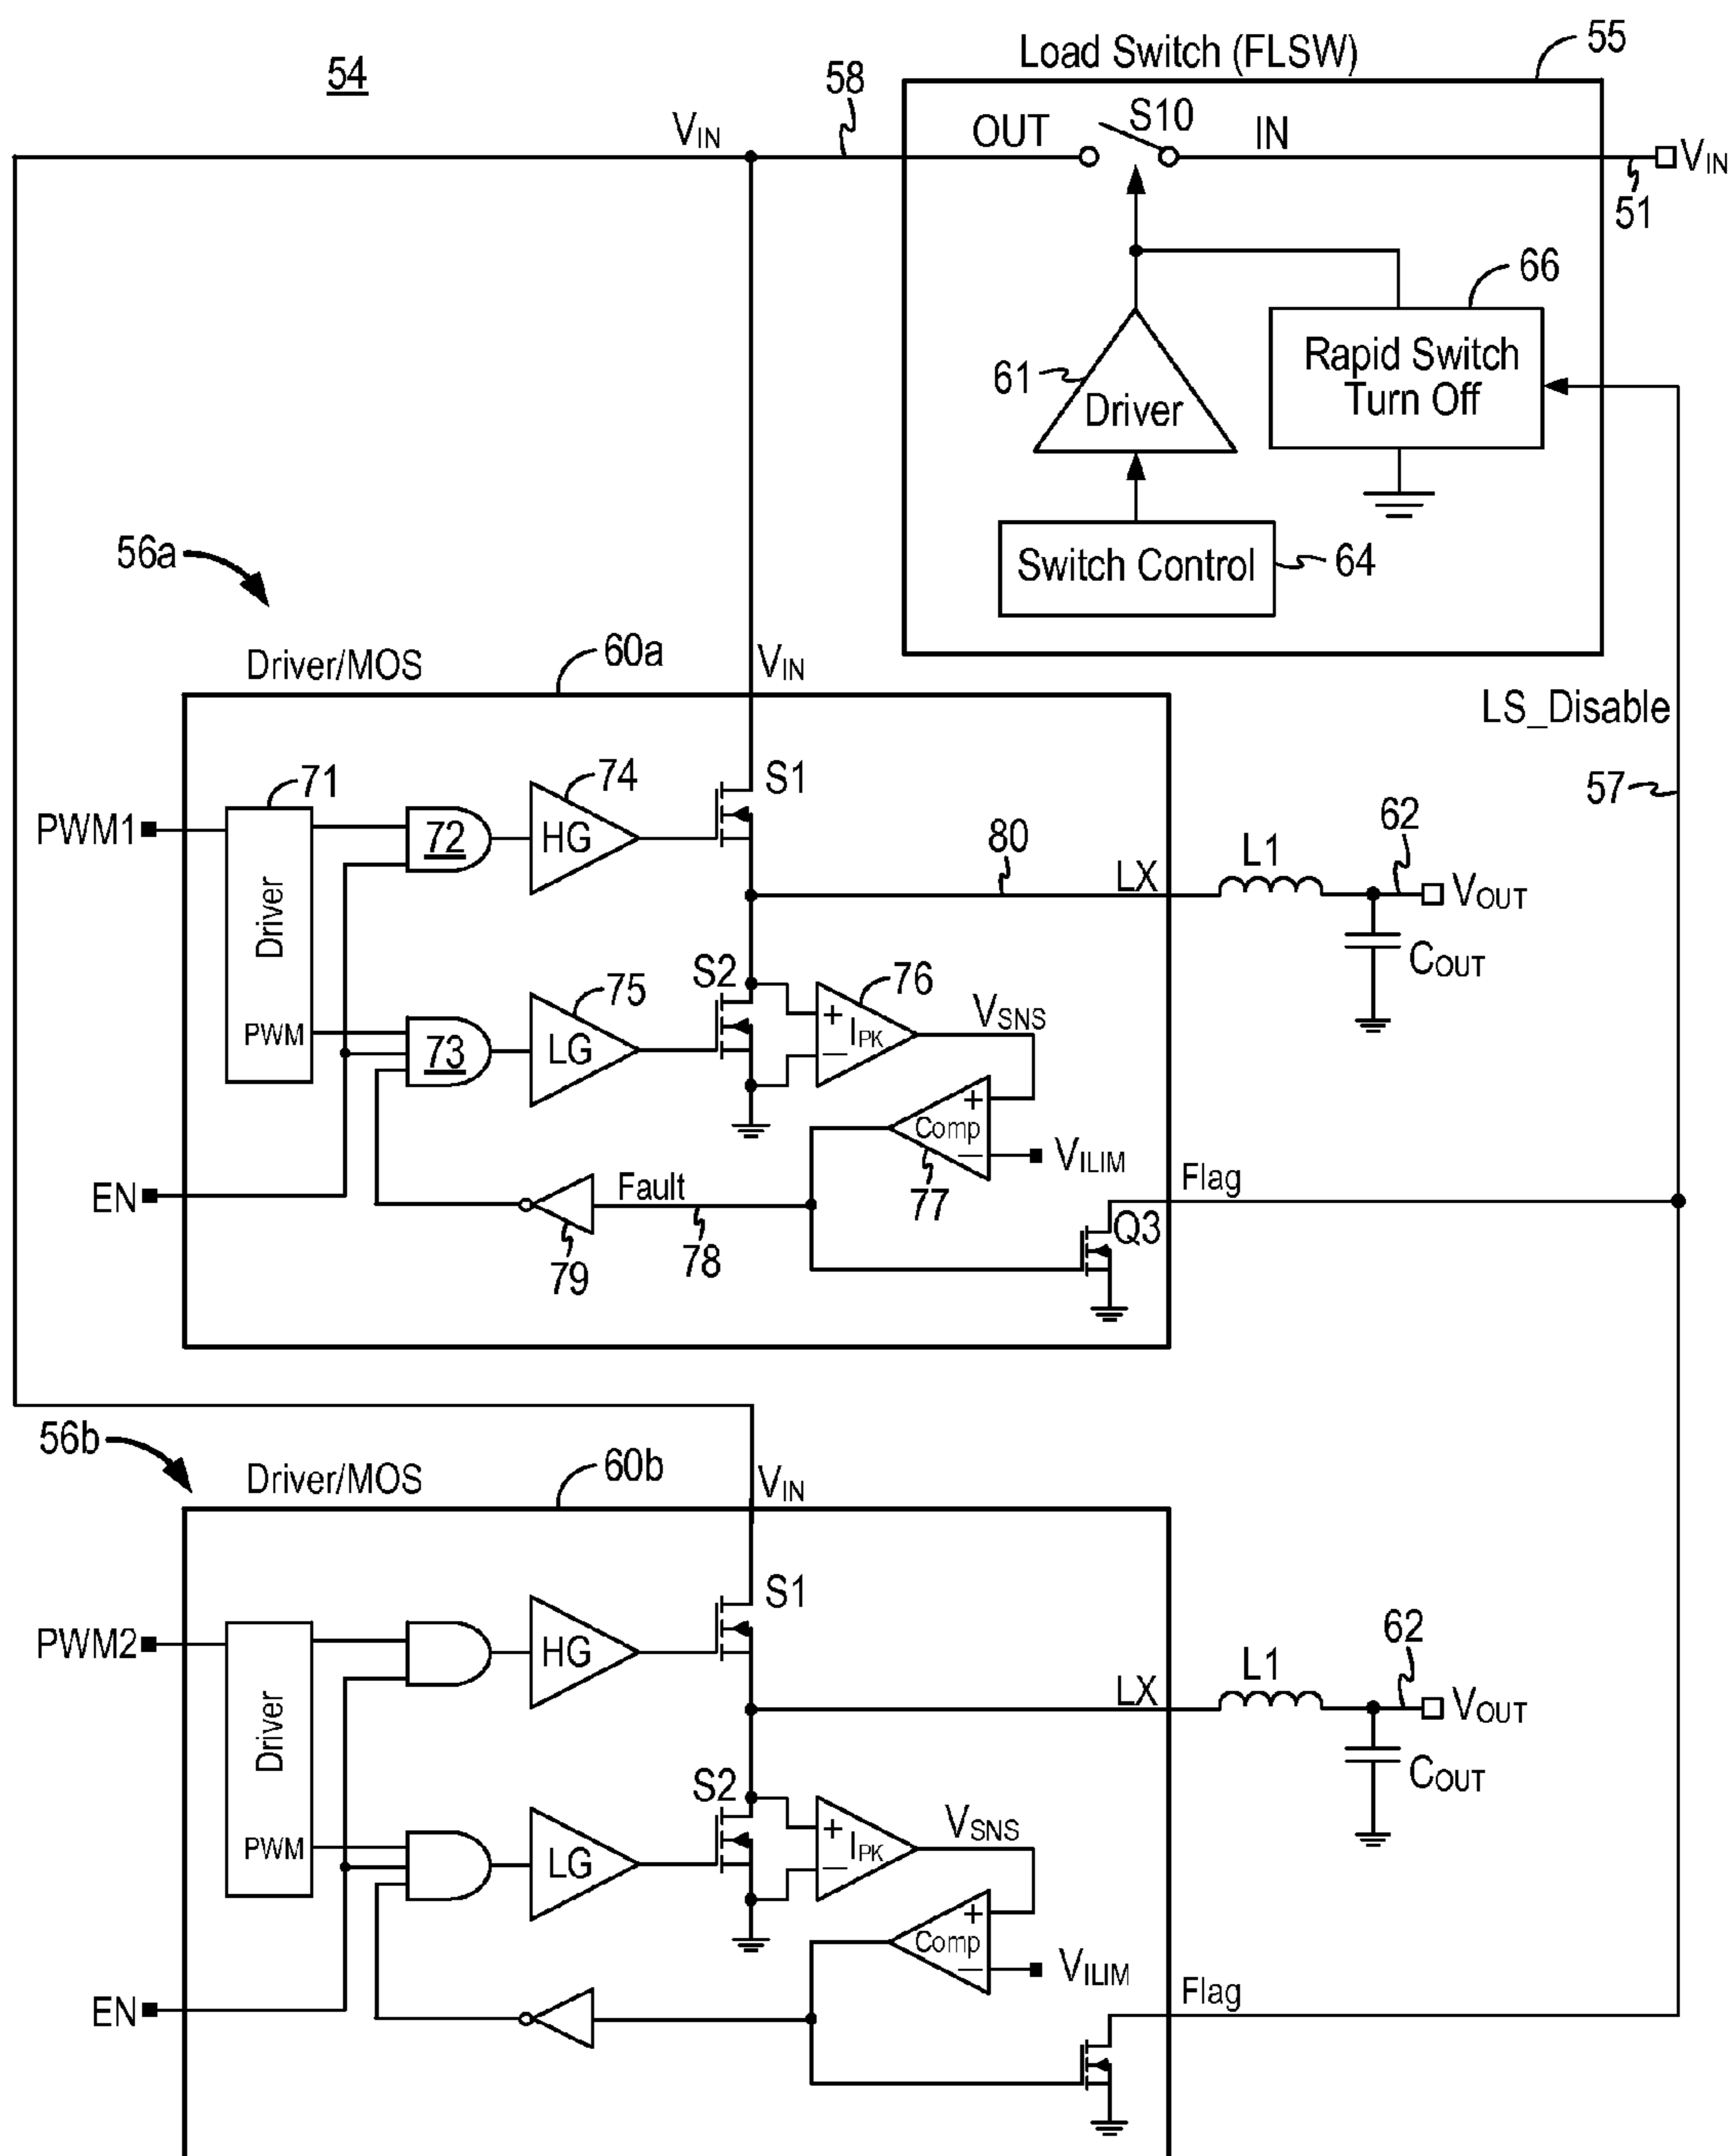 54
Load Switch (FLSW)
55
58
VIN
OUT
S10
IN
VIN
51
66
Rapid Switch
Turn Off
61
Driver
Switch Control
64
56a
Driver/MOS
60a
VIN
LS_Disable
57
71
74
S1
PWM1
72
HG
Driver
80
LX
L1
62
VOUT
COUT
S2
75
76
PWM
73
LG
+
IPK
−
VSNS
+
Comp
−
VILIM
77
EN
Fault
78
79
Flag
Q3
56b
Driver/MOS
60b
VIN
S1
PWM2
HG
Driver
LX
L1
62
VOUT
COUT
S2
PWM
LG
+
IPK
−
VSNS
+
Comp
−
VILIM
EN
Flag